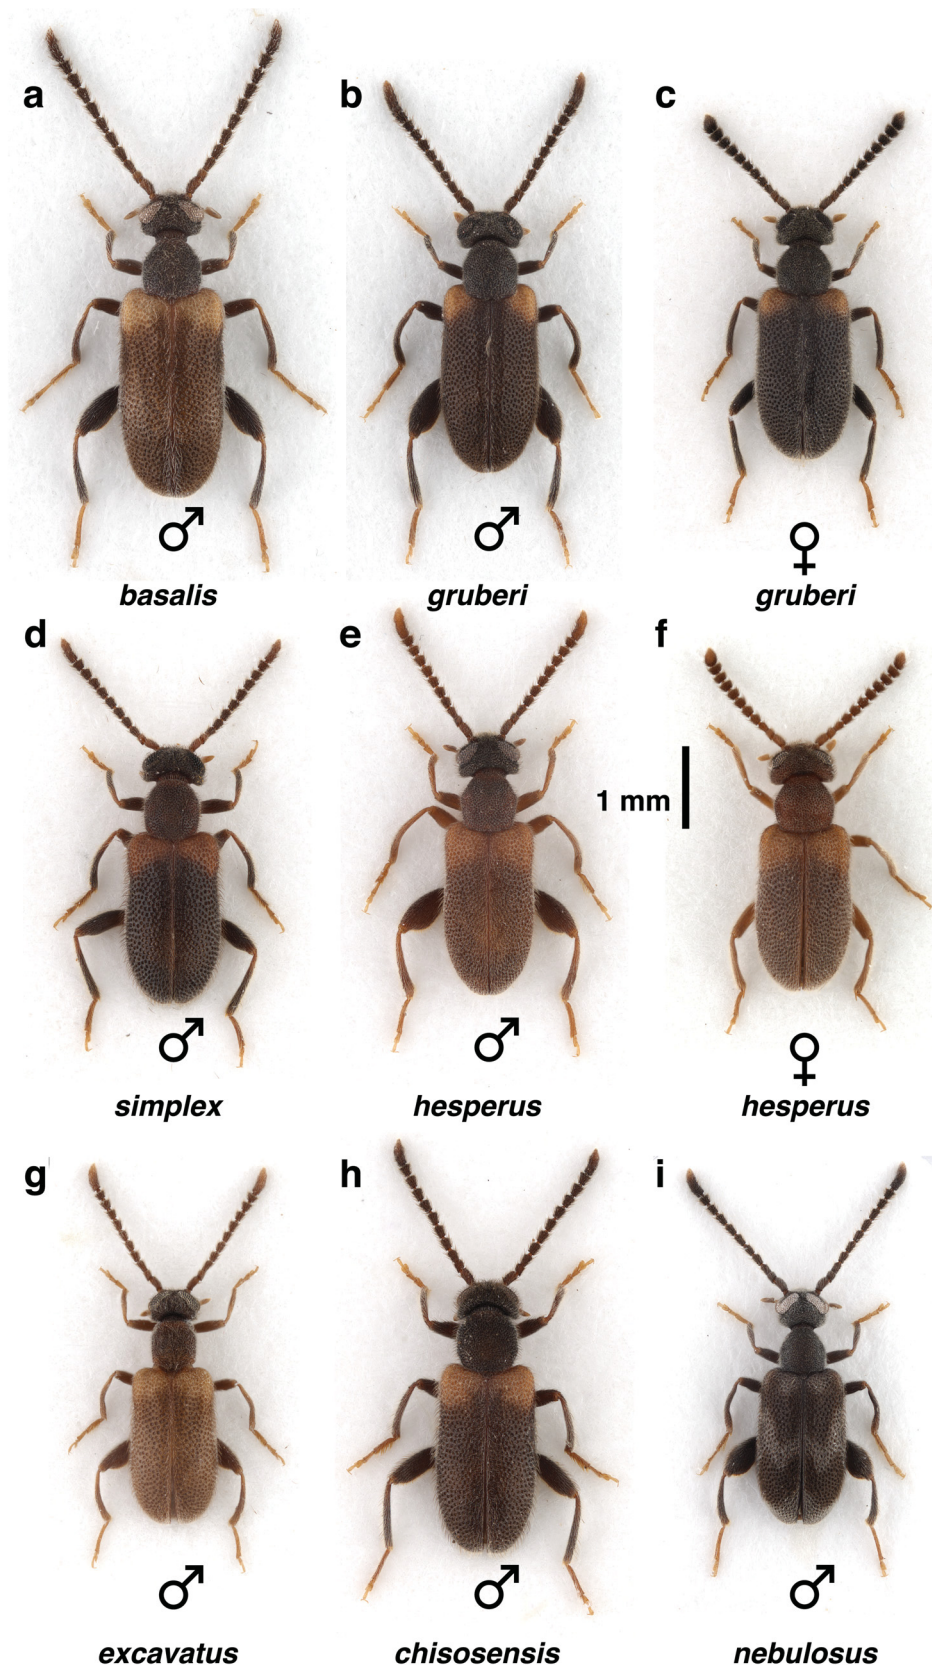 a b c
♂ ♂ ♀
basalis gruberi gruberi
d e f
1 mm
♂ ♂ ♀
simplex hesperus hesperus
g h i
♂ ♂ ♂
excavatus chisosensis nebulosus